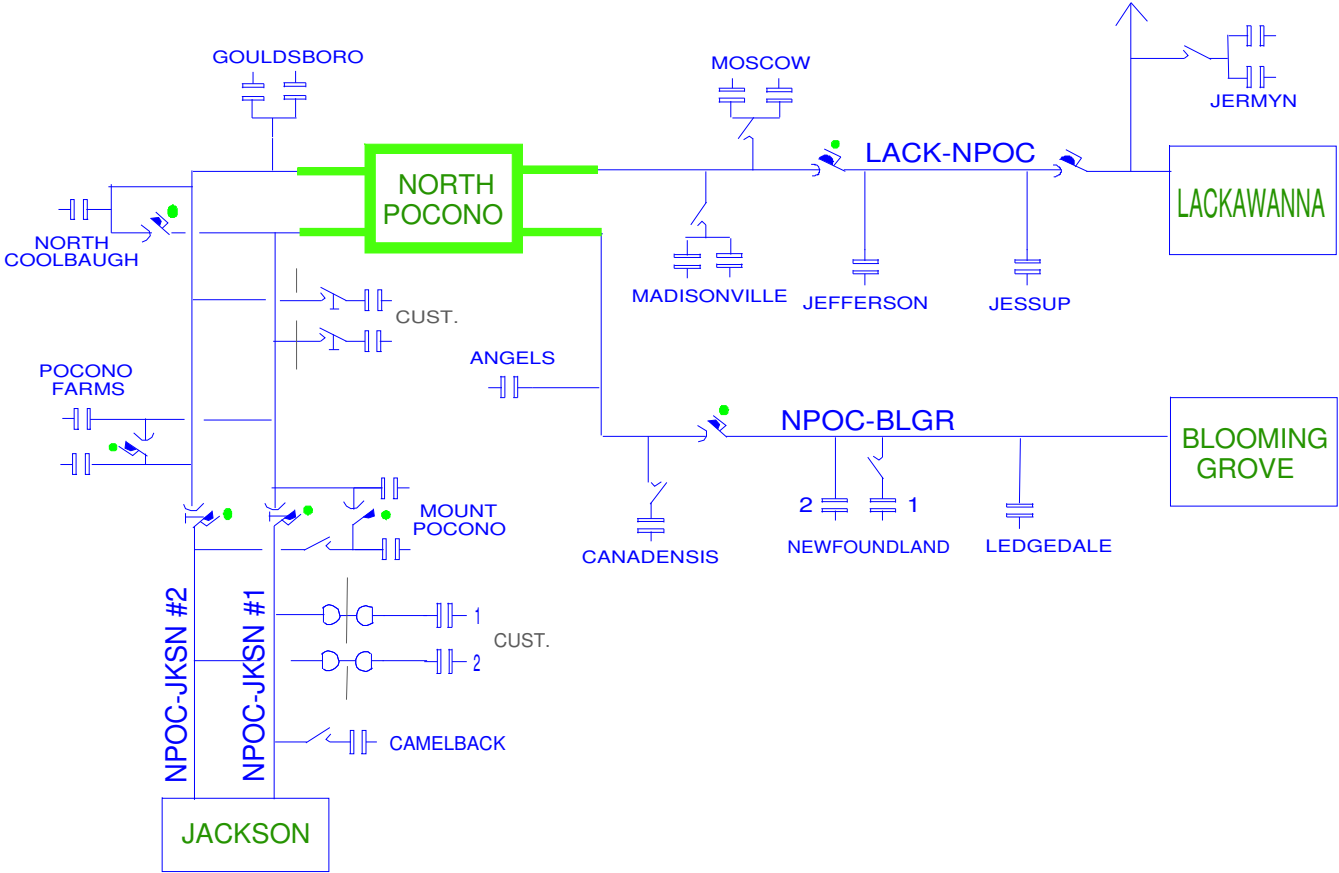 GOULDSBORO
MOSCOW
JERMYN
LACK-NPOC
NORTH
POCONO
LACKAWANNA
NORTH
COOLBAUGH
MADISONVILLE
JEFFERSON
JESSUP
CUST.
ANGELS
POCONO
FARMS
NPOC-BLGR
BLOOMING
GROVE
2
1
MOUNT
POCONO
NEWFOUNDLAND
LEDGEDALE
CANADENSIS
NPOC-JKSN #2
NPOC-JKSN #1
1
CUST.
2
CAMELBACK
JACKSON